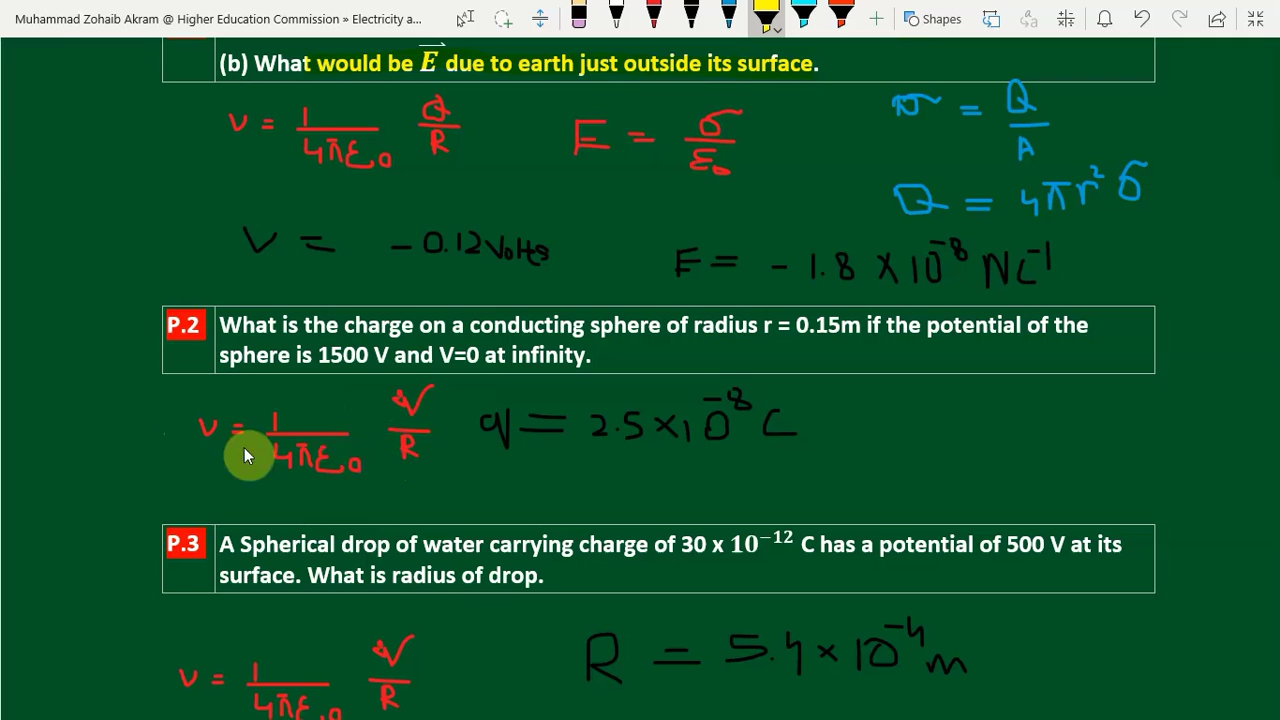 Muhammad Zohaib Akram @ Higher Education Commission » Electricity a...
Shapes
(b) What would be E⃗ due to earth just outside its surface.
V = 1/4πε₀ Q/R
E = σ/ε₀
σ = Q/A
Q = 4πr² σ
V = - 0.12 Volts
E = - 1.8 × 10⁻⁸ NC⁻¹
P.2
What is the charge on a conducting sphere of radius r = 0.15m if the potential of the
sphere is 1500 V and V=0 at infinity.
V = 1/4πε₀ q/R
q = 2.5×10⁻⁸ C
P.3
A Spherical drop of water carrying charge of 30 x 10⁻¹² C has a potential of 500 V at its
surface. What is radius of drop.
V = 1/4πε₀ q/R
R = 5.4 × 10⁻⁴ m